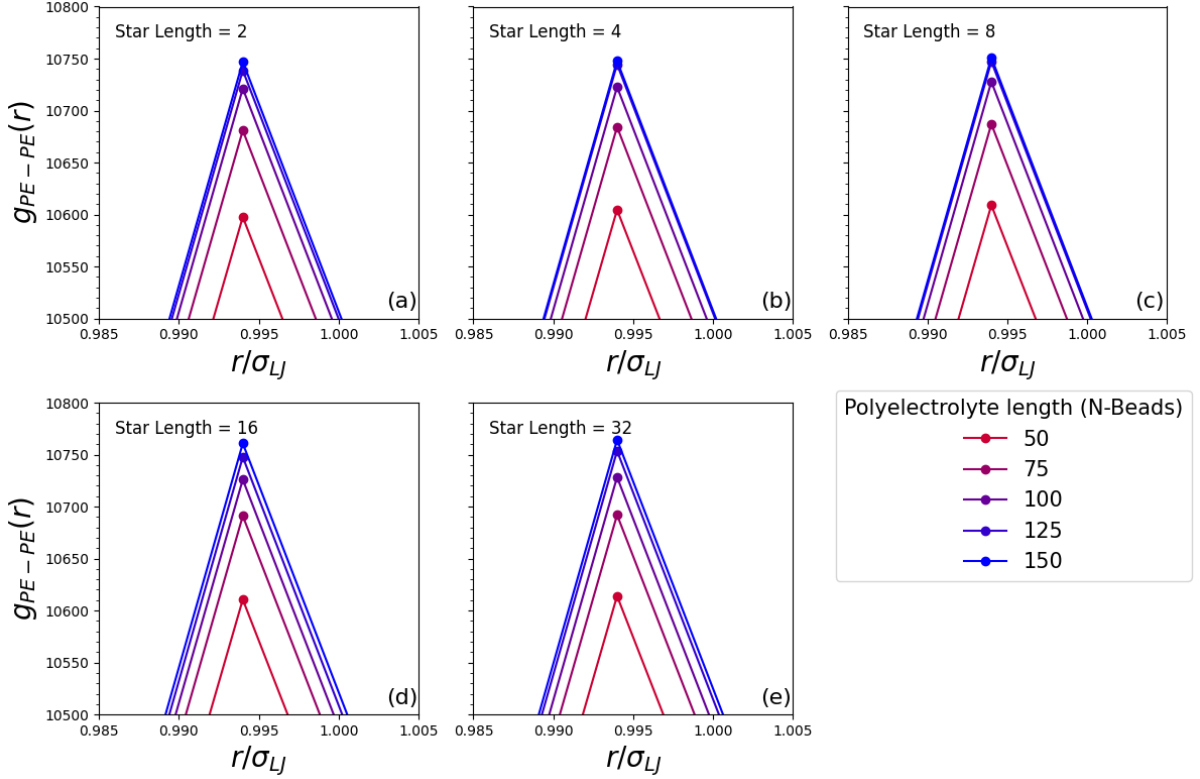 10800
10750
10700
10650
10600
10550
10500
g_{PE-PE}(r)
Star Length = 2
(a)
0.985 0.990 0.995 1.000 1.005
r/σ_{LJ}
Star Length = 4
(b)
0.985 0.990 0.995 1.000 1.005
r/σ_{LJ}
Star Length = 8
(c)
0.985 0.990 0.995 1.000 1.005
r/σ_{LJ}
10800
10750
10700
10650
10600
10550
10500
g_{PE-PE}(r)
Star Length = 16
(d)
0.985 0.990 0.995 1.000 1.005
r/σ_{LJ}
Star Length = 32
(e)
0.985 0.990 0.995 1.000 1.005
r/σ_{LJ}
Polyelectrolyte length (N-Beads)
50
75
100
125
150